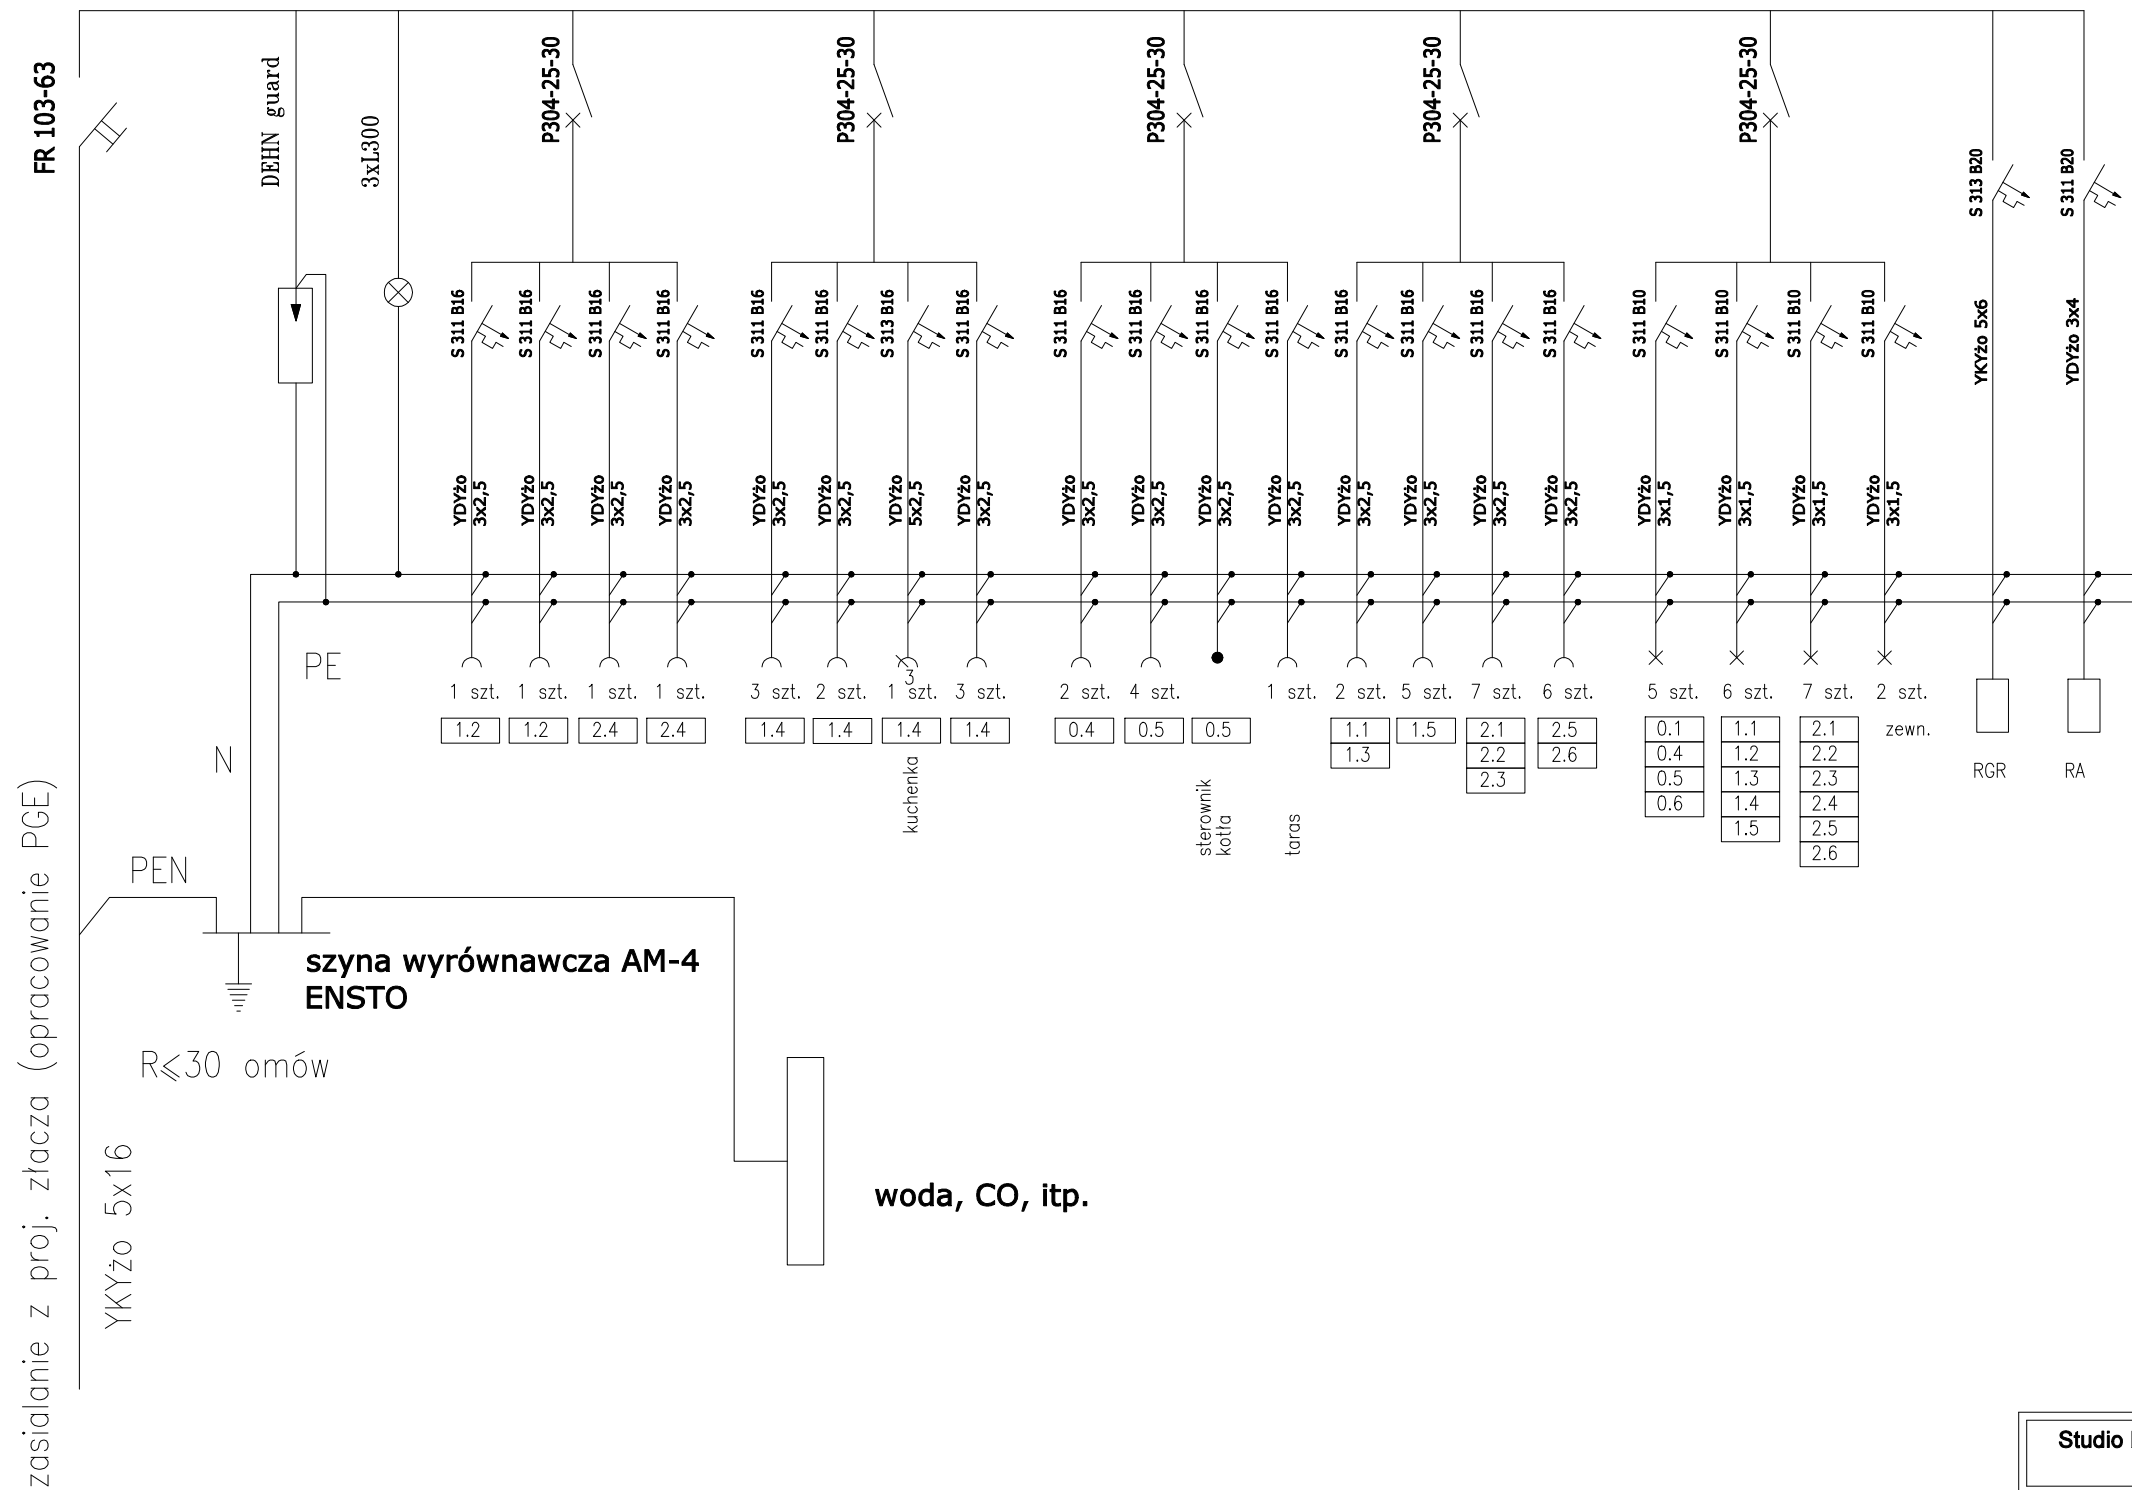 FR 103-63
DEHN guard
3xL300
P304-25-30
P304-25-30
P304-25-30
P304-25-30
P304-25-30
S 313 B20
S 311 B20
S 311 B16
S 311 B16
S 311 B16
S 311 B16
S 311 B16
S 311 B16
S 313 B16
S 311 B16
S 311 B16
S 311 B16
S 311 B16
S 311 B16
S 311 B16
S 311 B16
S 311 B16
S 311 B16
S 311 B10
S 311 B10
S 311 B10
S 311 B10
YKYżo 5x6
YDYżo 3x4
YDYżo
3x2,5
YDYżo
3x2,5
YDYżo
3x2,5
YDYżo
3x2,5
YDYżo
3x2,5
YDYżo
3x2,5
YDYżo
5x2,5
YDYżo
3x2,5
YDYżo
3x2,5
YDYżo
3x2,5
YDYżo
3x2,5
YDYżo
3x2,5
YDYżo
3x2,5
YDYżo
3x2,5
YDYżo
3x2,5
YDYżo
3x2,5
YDYżo
3x1,5
YDYżo
3x1,5
YDYżo
3x1,5
YDYżo
3x1,5
PE
3
1 szt.
1 szt.
1 szt.
1 szt.
3 szt.
2 szt.
1 szt.
3 szt.
2 szt.
4 szt.
1 szt.
2 szt.
5 szt.
7 szt.
6 szt.
5 szt.
6 szt.
7 szt.
2 szt.
1.2
1.2
2.4
2.4
1.4
1.4
1.4
1.4
0.4
0.5
0.5
1.1
1.3
1.5
2.1
2.2
2.3
2.5
2.6
0.1
0.4
0.5
0.6
1.1
1.2
1.3
1.4
1.5
2.1
2.2
2.3
2.4
2.5
2.6
zewn.
RGR
RA
kuchenka
sterownik
kotła
taras
N
PEN
szyna wyrównawcza AM-4
ENSTO
R⩽30 omów
woda, CO, itp.
YKYżo 5x16
zasialanie z proj. złacza (opracowanie PGE)
Studio